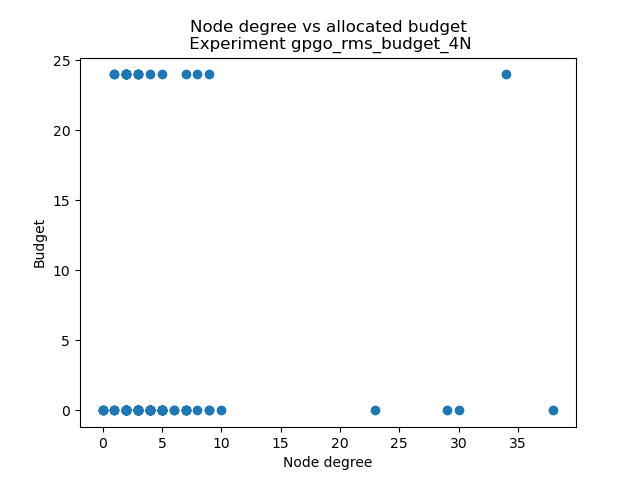 Node degree vs allocated budget
Experiment gpgo_rms_budget_4N
25
20
15
10
5
0
Budget
0 5 10 15 20 25 30 35
Node degree